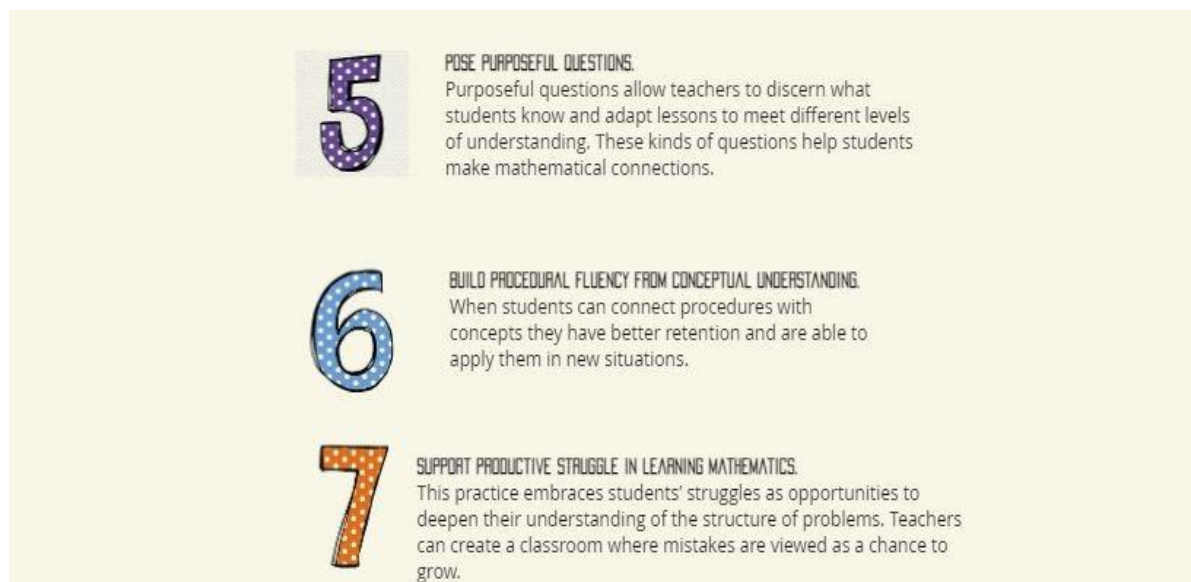 5
POSE PURPOSEFUL QUESTIONS.
Purposeful questions allow teachers to discern what
students know and adapt lessons to meet different levels
of understanding. These kinds of questions help students
make mathematical connections.
6
BUILD PROCEDURAL FLUENCY FROM CONCEPTUAL UNDERSTANDING.
When students can connect procedures with
concepts they have better retention and are able to
apply them in new situations.
7
SUPPORT PRODUCTIVE STRUGGLE IN LEARNING MATHEMATICS.
This practice embraces students' struggles as opportunities to
deepen their understanding of the structure of problems. Teachers
can create a classroom where mistakes are viewed as a chance to
grow.